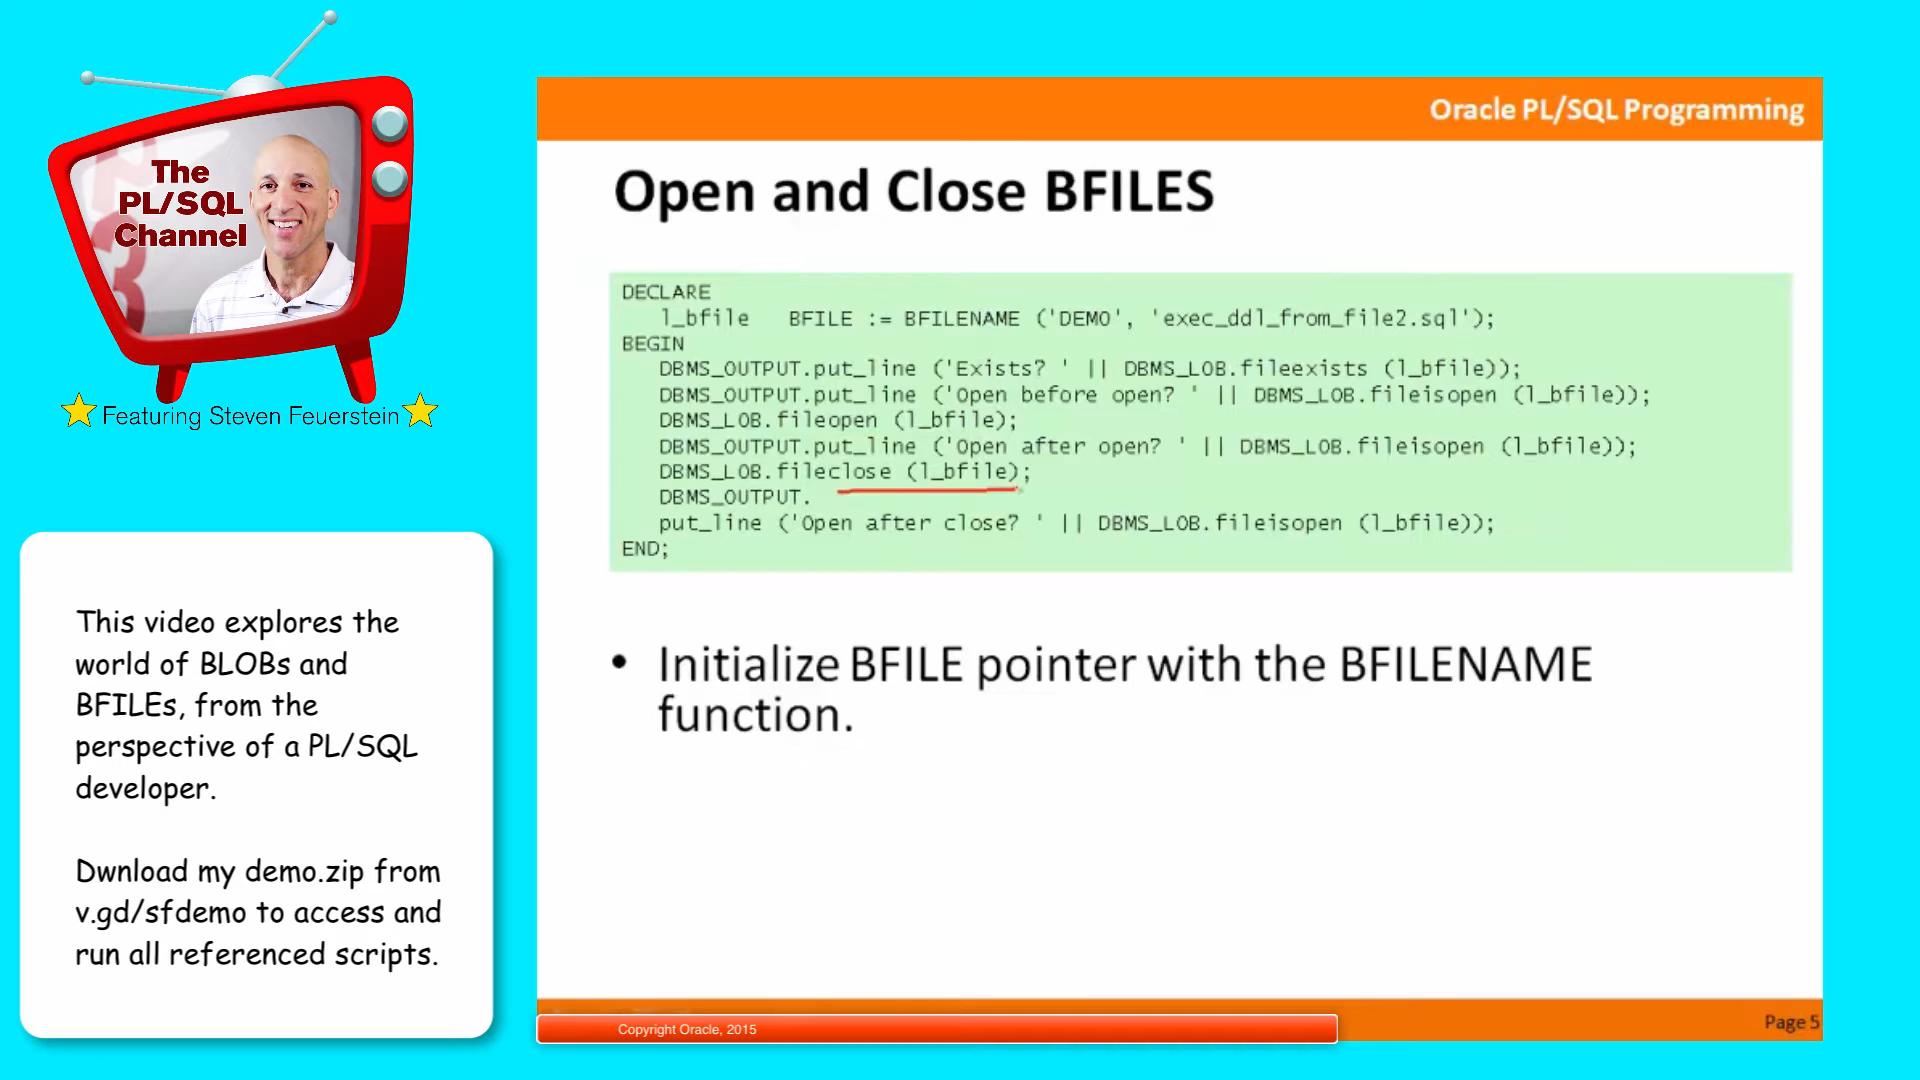 The
PL/SQL
Channel
Featuring Steven Feuerstein
This video explores the
world of BLOBs and
BFILEs, from the
perspective of a PL/SQL
developer.
Dwnload my demo.zip from
v.gd/sfdemo to access and
run all referenced scripts.
Oracle PL/SQL Programming
Open and Close BFILES
DECLARE
l_bfile BFILE := BFILENAME ('DEMO', 'exec_ddl_from_file2.sql');
BEGIN
DBMS_OUTPUT.put_line ('Exists? ' || DBMS_LOB.fileexists (l_bfile));
DBMS_OUTPUT.put_line ('Open before open? ' || DBMS_LOB.fileisopen (l_bfile));
DBMS_LOB.fileopen (l_bfile);
DBMS_OUTPUT.put_line ('Open after open? ' || DBMS_LOB.fileisopen (l_bfile));
DBMS_LOB.fileclose (l_bfile);
DBMS_OUTPUT.
put_line ('Open after close? ' || DBMS_LOB.fileisopen (l_bfile));
END;
• Initialize BFILE pointer with the BFILENAME
function.
Copyright Oracle, 2015
Page 5